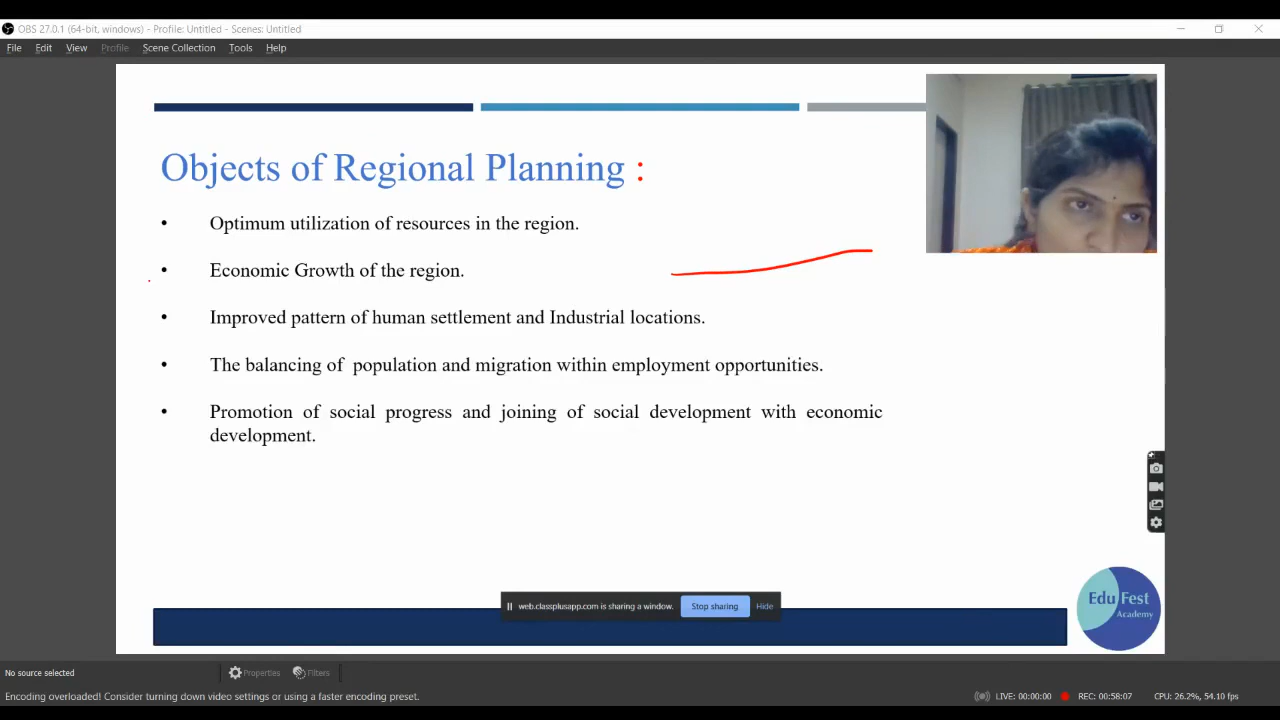 OBS 27.0.1 (64-bit, windows) - Profile: Untitled - Scenes: Untitled
File Edit View Profile Scene Collection Tools Help
Objects of Regional Planning :
• Optimum utilization of resources in the region.
• Economic Growth of the region.
• Improved pattern of human settlement and Industrial locations.
• The balancing of population and migration within employment opportunities.
• Promotion of social progress and joining of social development with economic
development.
web.classplusapp.com is sharing a window. Stop sharing Hide
Edu Fest
Academy
No source selected Properties Filters
Encoding overloaded! Consider turning down video settings or using a faster encoding preset. LIVE: 00:00:00 REC: 00:58:07 CPU: 26.2%, 54.10 fps